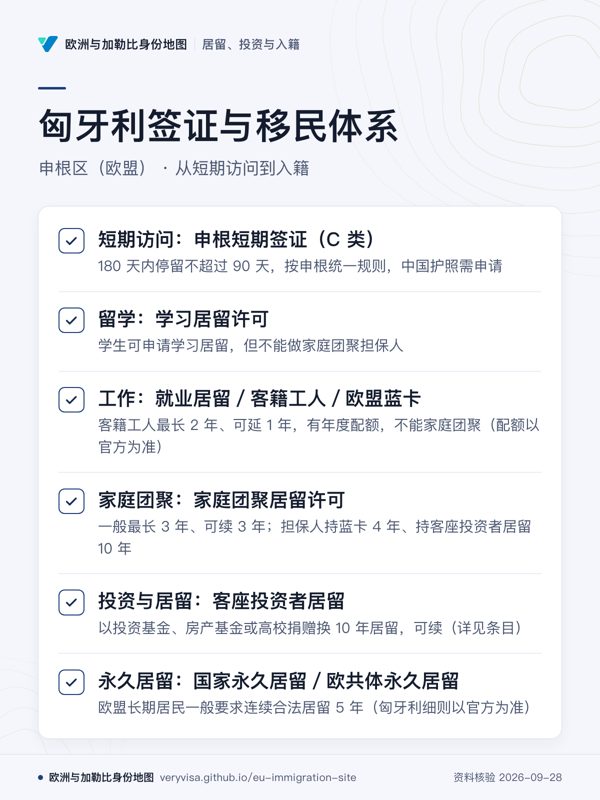 欧洲与加勒比身份地图 居留、投资与入籍
匈牙利签证与移民体系
申根区（欧盟） · 从短期访问到入籍
短期访问：申根短期签证（C 类）
180 天内停留不超过 90 天，按申根统一规则，中国护照需申请
留学：学习居留许可
学生可申请学习居留，但不能做家庭团聚担保人
工作：就业居留 / 客籍工人 / 欧盟蓝卡
客籍工人最长 2 年、可延 1 年，有年度配额，不能家庭团聚（配额以
官方为准）
家庭团聚：家庭团聚居留许可
一般最长 3 年、可续 3 年；担保人持蓝卡 4 年、持客座投资者居留
10 年
投资与居留：客座投资者居留
以投资基金、房产基金或高校捐赠换 10 年居留，可续（详见条目）
永久居留：国家永久居留 / 欧共体永久居留
欧盟长期居民一般要求连续合法居留 5 年（匈牙利细则以官方为准）
欧洲与加勒比身份地图 veryvisa.github.io/eu-immigration-site 资料核验 2026-09-28